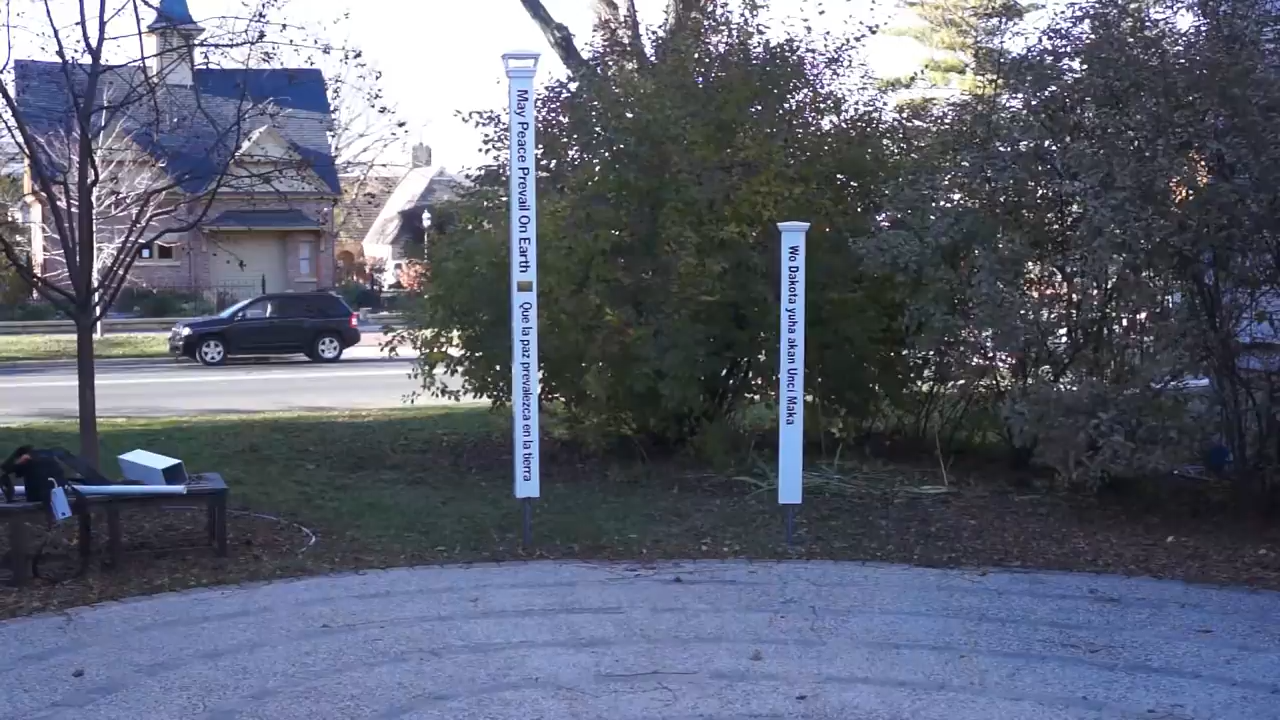 May Peace Prevail On Earth
Que la paz prevalezca en la tierra
Wo Dakota yuha akan Unci Maka